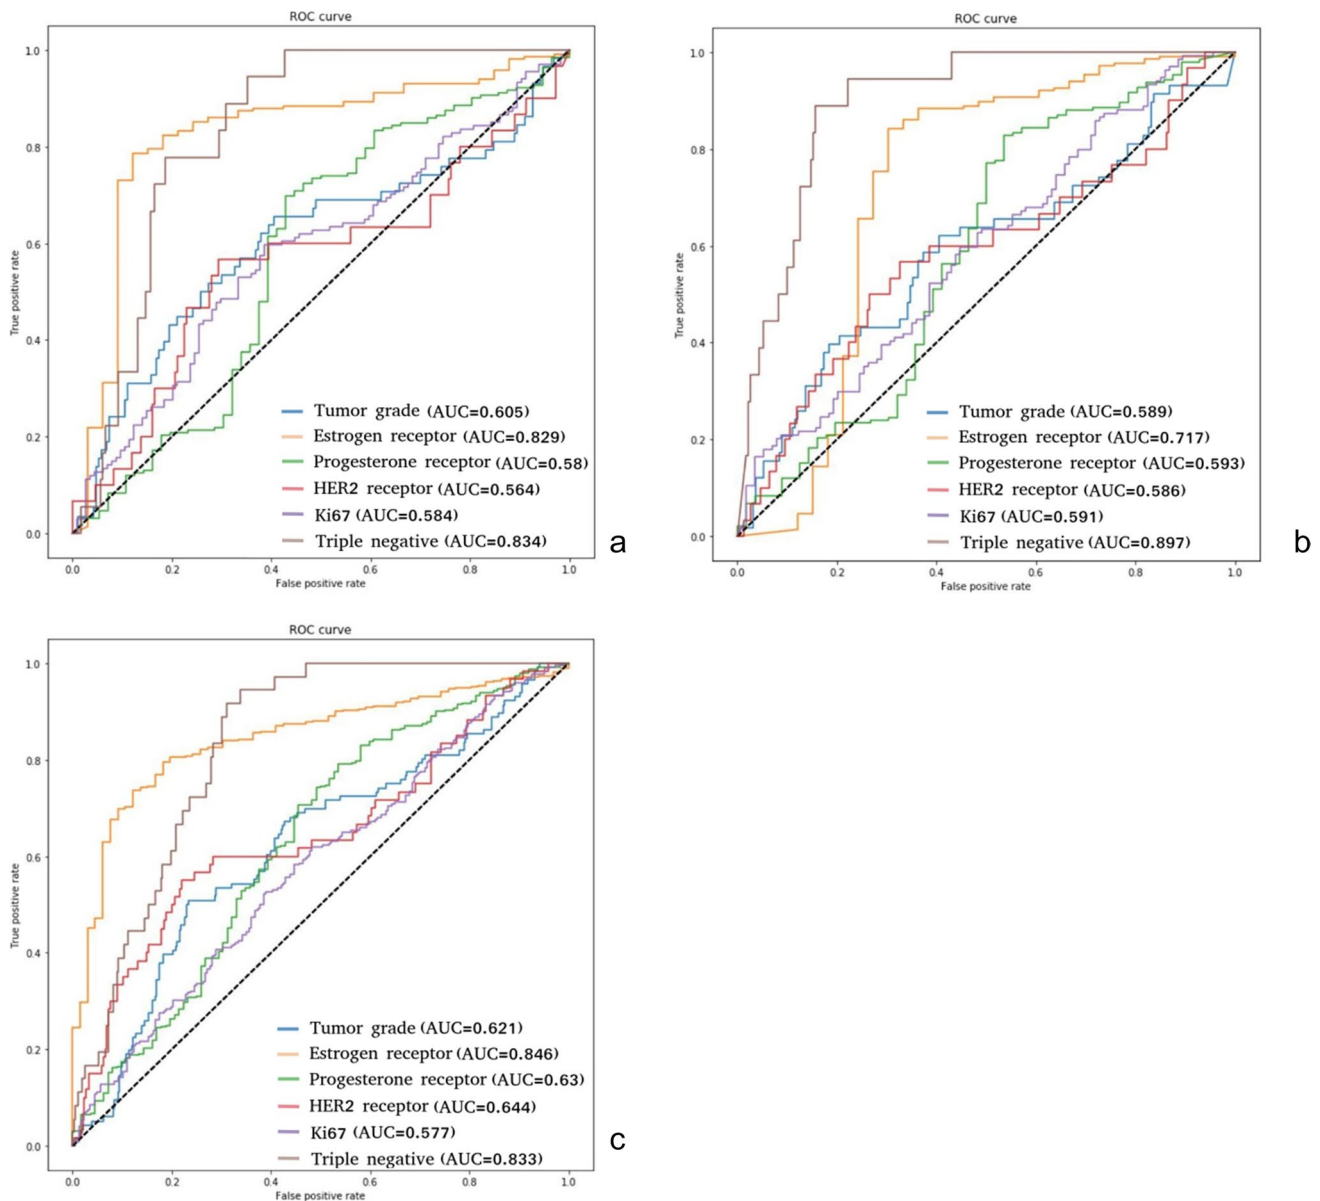 ROC curve
1.0
0.8
0.6
0.4
0.2
0.0
True positive rate
Tumor grade (AUC=0.605)
Estrogen receptor (AUC=0.829)
Progesterone receptor (AUC=0.58)
HER2 receptor (AUC=0.564)
Ki67 (AUC=0.584)
Triple negative (AUC=0.834)
0.0 0.2 0.4 0.6 0.8 1.0
False positive rate
a
ROC curve
1.0
0.8
0.6
0.4
0.2
0.0
True positive rate
Tumor grade (AUC=0.589)
Estrogen receptor (AUC=0.717)
Progesterone receptor (AUC=0.593)
HER2 receptor (AUC=0.586)
Ki67 (AUC=0.591)
Triple negative (AUC=0.897)
0.0 0.2 0.4 0.6 0.8 1.0
False positive rate
b
ROC curve
1.0
0.8
0.6
0.4
0.2
0.0
True positive rate
Tumor grade (AUC=0.621)
Estrogen receptor (AUC=0.846)
Progesterone receptor (AUC=0.63)
HER2 receptor (AUC=0.644)
Ki67 (AUC=0.577)
Triple negative (AUC=0.833)
0.0 0.2 0.4 0.6 0.8 1.0
False positive rate
c